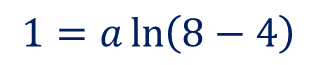 1 = a ln(8 − 4)